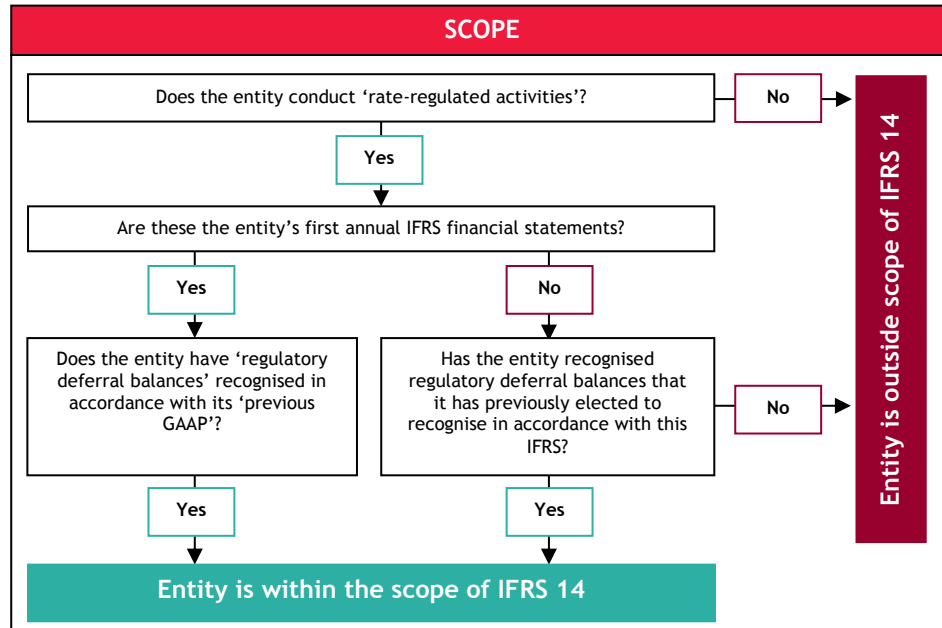 SCOPE
Does the entity conduct ‘rate-regulated activities’?
No
Yes
Are these the entity’s first annual IFRS financial statements?
Yes
No
Does the entity have ‘regulatory
deferral balances’ recognised in
accordance with its ‘previous
GAAP’?
Has the entity recognised
regulatory deferral balances that
it has previously elected to
recognise in accordance with this
IFRS?
No
Yes
Yes
Entity is within the scope of IFRS 14
Entity is outside scope of IFRS 14